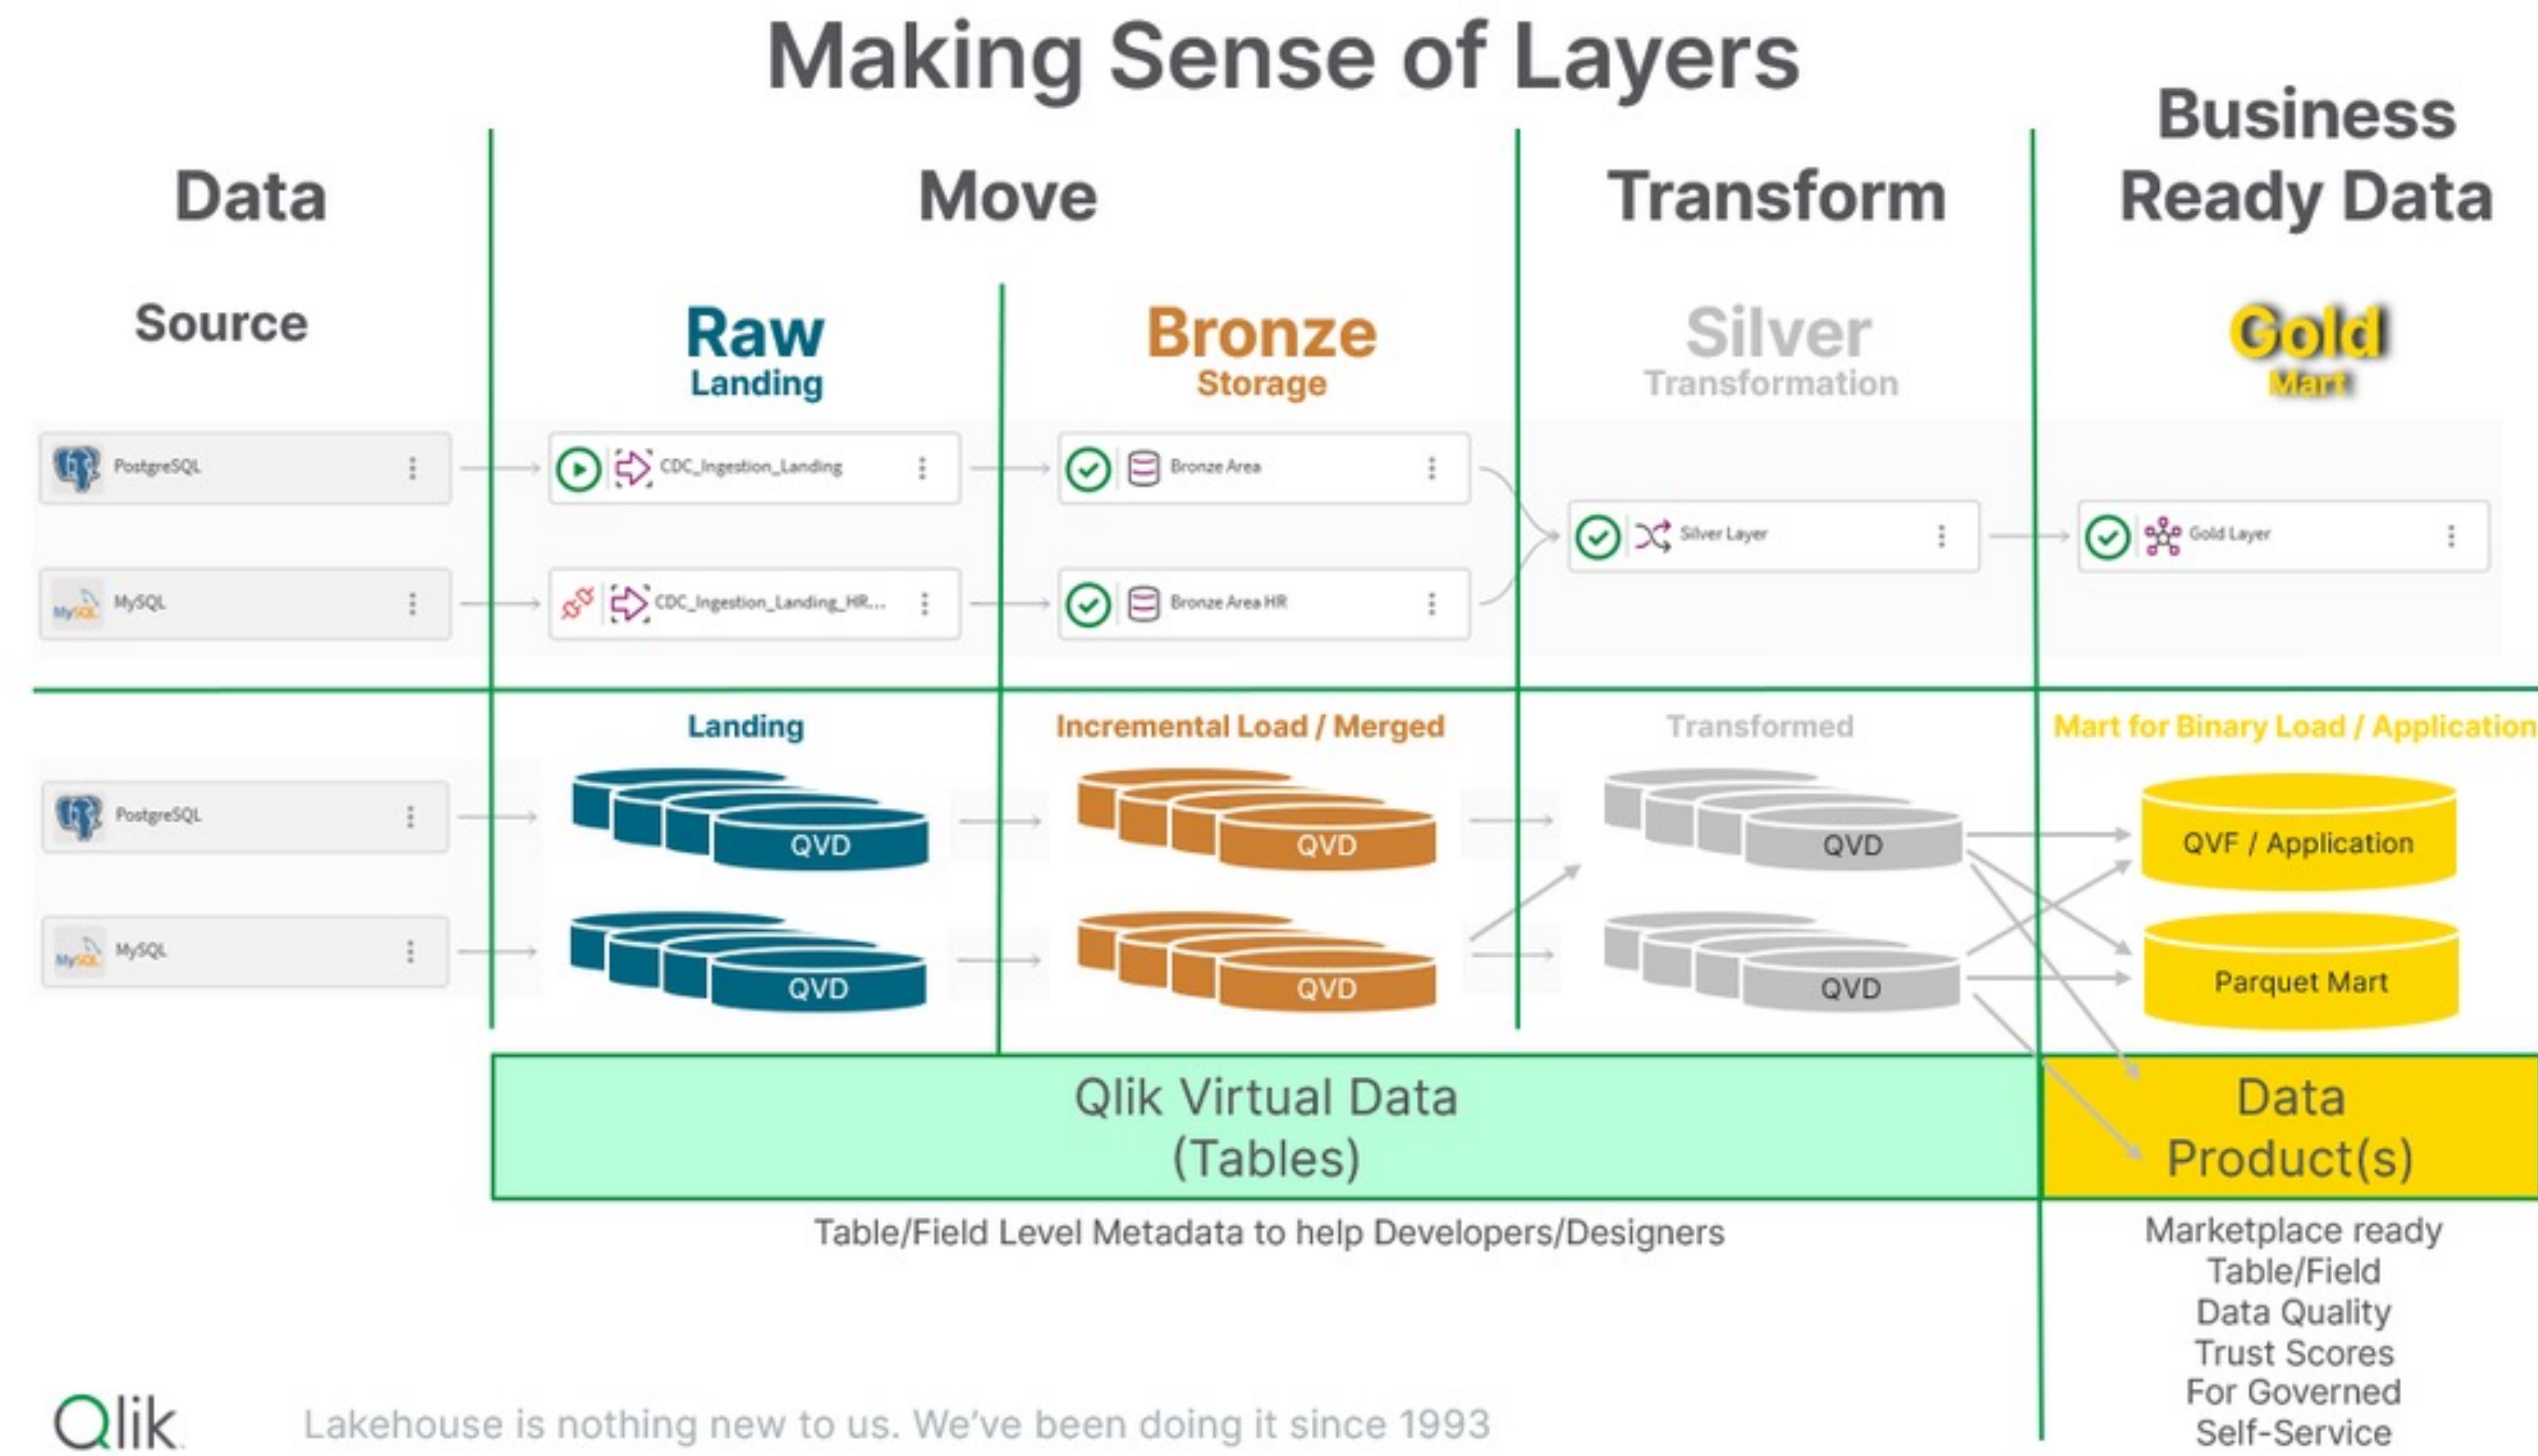 Making Sense of Layers
Data
Move
Transform
Business
Ready Data
Source
Raw
Landing
Bronze
Storage
Silver
Transformation
Gold
Mart
PostgreSQL
CDC_Ingestion_Landing
Bronze Area
Silver Layer
Gold Layer
MySQL
MySQL
CDC_Ingestion_Landing_HR...
Bronze Area HR
Landing
Incremental Load / Merged
Transformed
Mart for Binary Load / Application
PostgreSQL
QVD
QVD
QVD
QVF / Application
MySQL
MySQL
QVD
QVD
QVD
Parquet Mart
Qlik Virtual Data
(Tables)
Data
Product(s)
Table/Field Level Metadata to help Developers/Designers
Marketplace ready
Table/Field
Data Quality
Trust Scores
For Governed
Self-Service
Qlik
Lakehouse is nothing new to us. We've been doing it since 1993